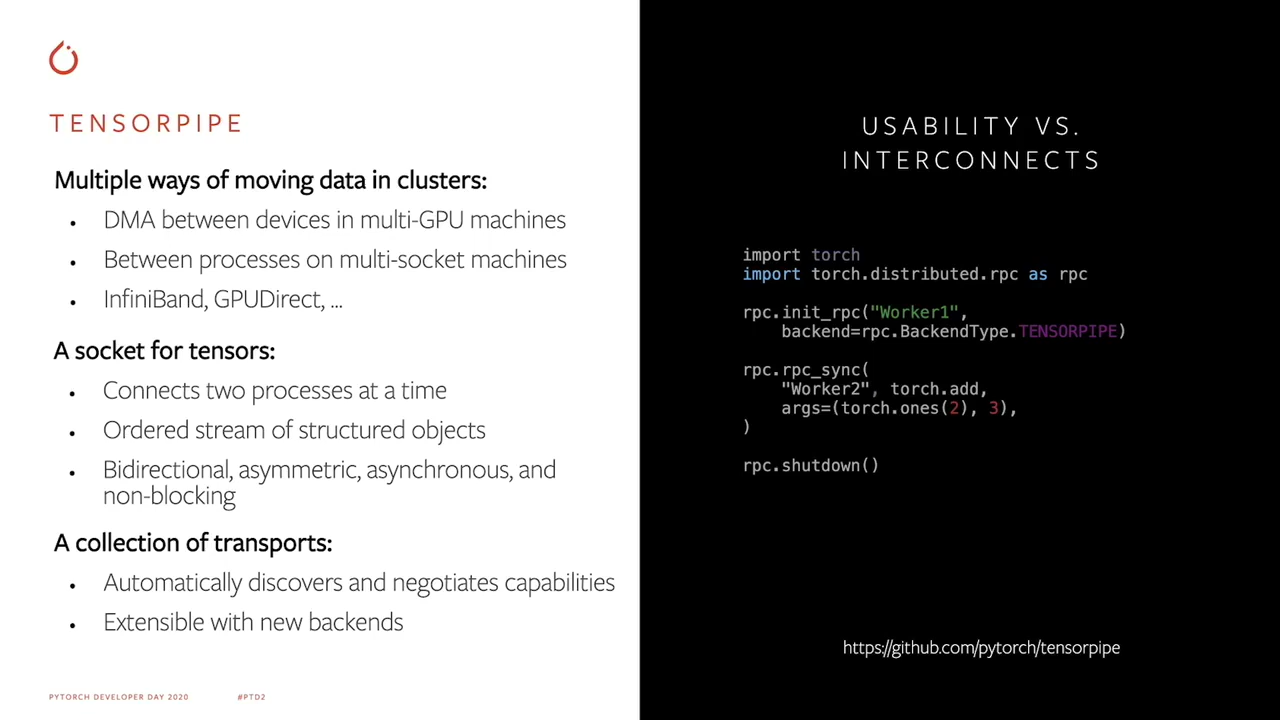 TENSORPIPE
Multiple ways of moving data in clusters:
• DMA between devices in multi-GPU machines
• Between processes on multi-socket machines
• InfiniBand, GPUDirect, ...
A socket for tensors:
• Connects two processes at a time
• Ordered stream of structured objects
• Bidirectional, asymmetric, asynchronous, and
non-blocking
A collection of transports:
• Automatically discovers and negotiates capabilities
• Extensible with new backends
PYTORCH DEVELOPER DAY 2020 #PTD2
USABILITY VS.
INTERCONNECTS
import torch
import torch.distributed.rpc as rpc
rpc.init_rpc("Worker1",
    backend=rpc.BackendType.TENSORPIPE)
rpc.rpc_sync(
    "Worker2", torch.add,
    args=(torch.ones(2), 3),
)
rpc.shutdown()
https://github.com/pytorch/tensorpipe